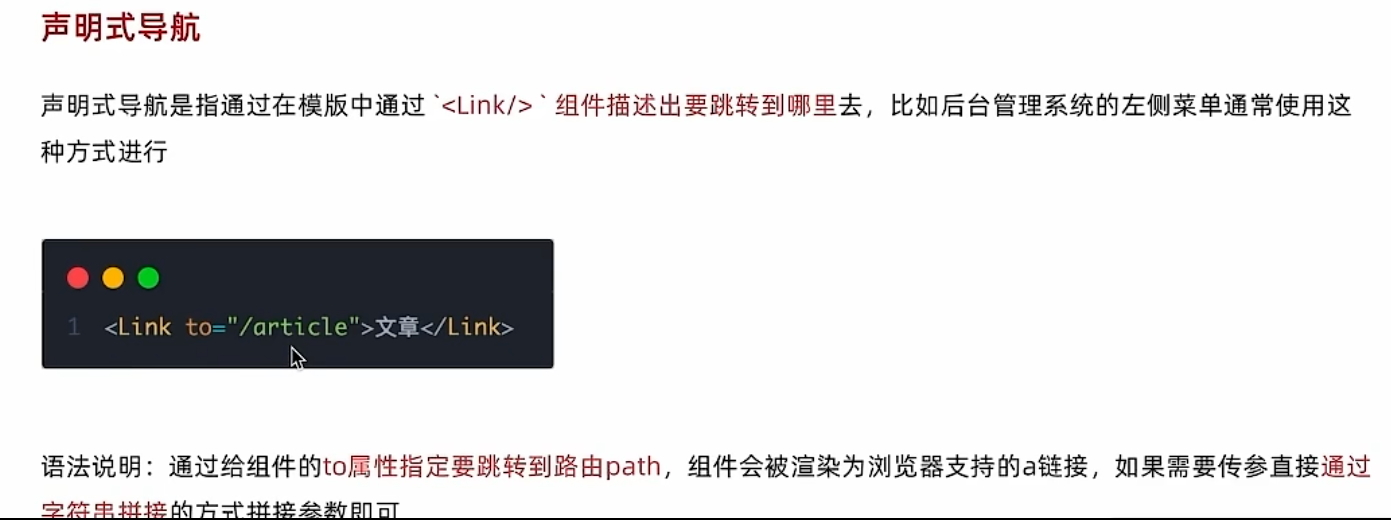 声明式导航
声明式导航是指通过在模版中通过 `<Link/> ` 组件描述出要跳转到哪里去，比如后台管理系统的左侧菜单通常使用这
种方式进行
1 <Link to="/article">文章</Link>
语法说明：通过给组件的to属性指定要跳转到路由path，组件会被渲染为浏览器支持的a链接，如果需要传参直接通过
字符串拼接的方式拼接参数即可